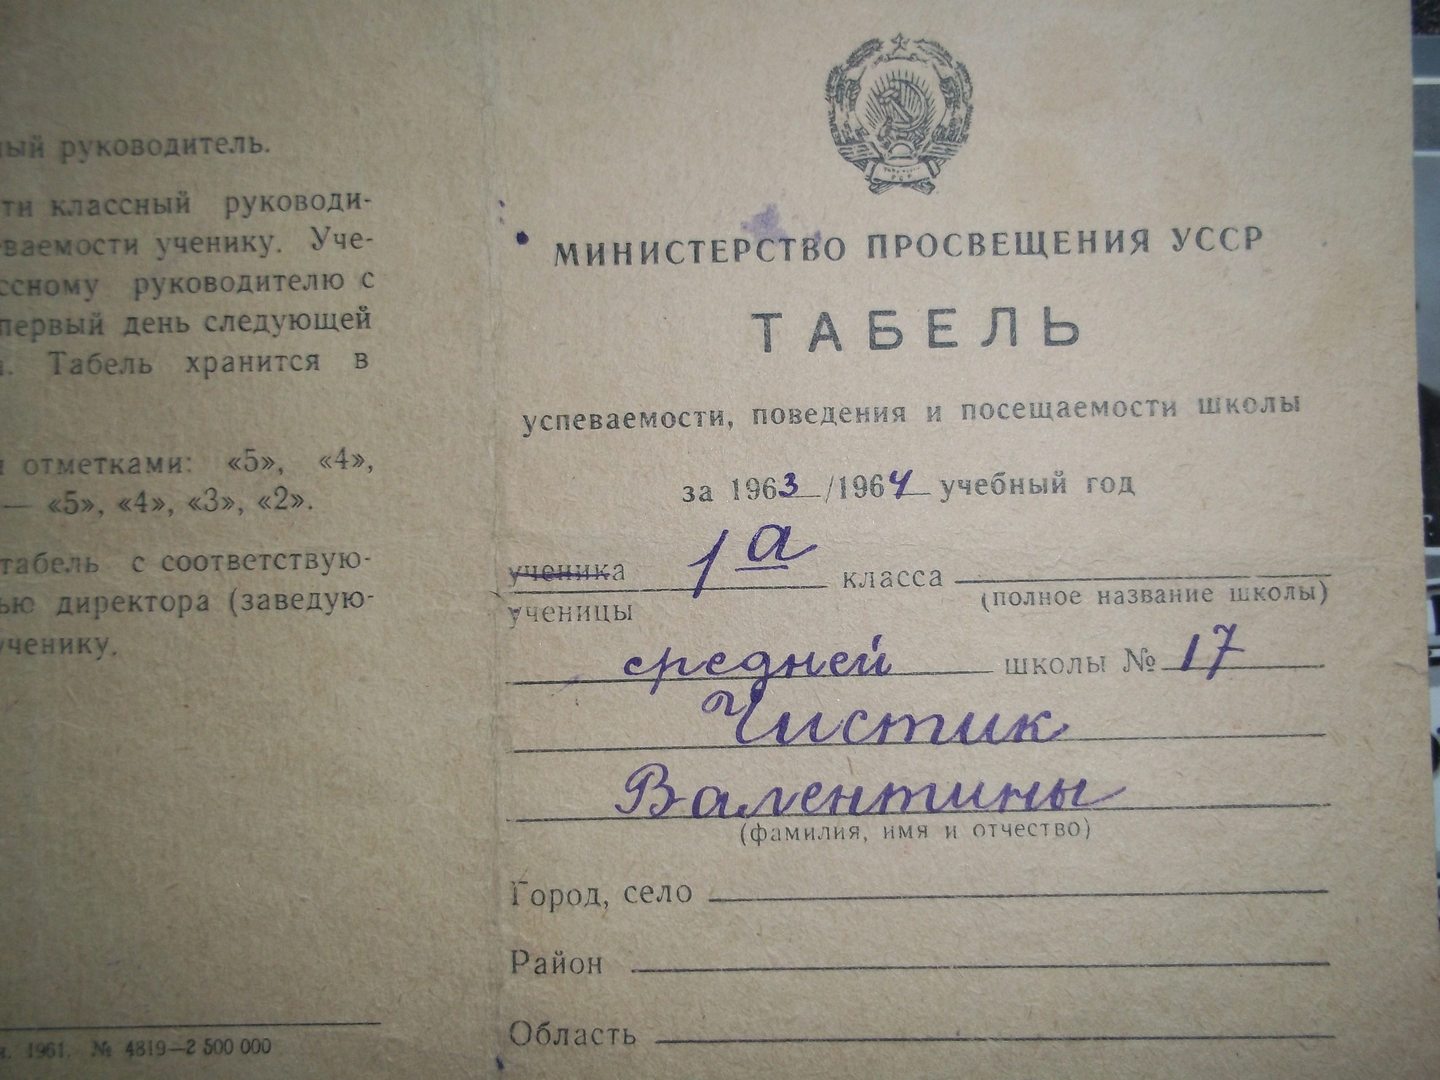 ный руководитель.
ти классный руководи-
ваемости ученику. Уче-
ссному руководителю с
первый день следующей
Табель хранится в
отметками: «5», «4»,
— «5», «4», «3», «2».
табель с соответствую-
ью директора (заведую-
ученику.
1961. № 4819—2 500 000
МИНИСТЕРСТВО ПРОСВЕЩЕНИЯ УССР
ТАБЕЛЬ
успеваемости, поведения и посещаемости школы
за 1963/1964 учебный год
ученика 1а класса
(полное название школы)
ученицы
средней школы № 17
Чистик
Валентины
(фамилия, имя и отчество)
Город, село
Район
Область